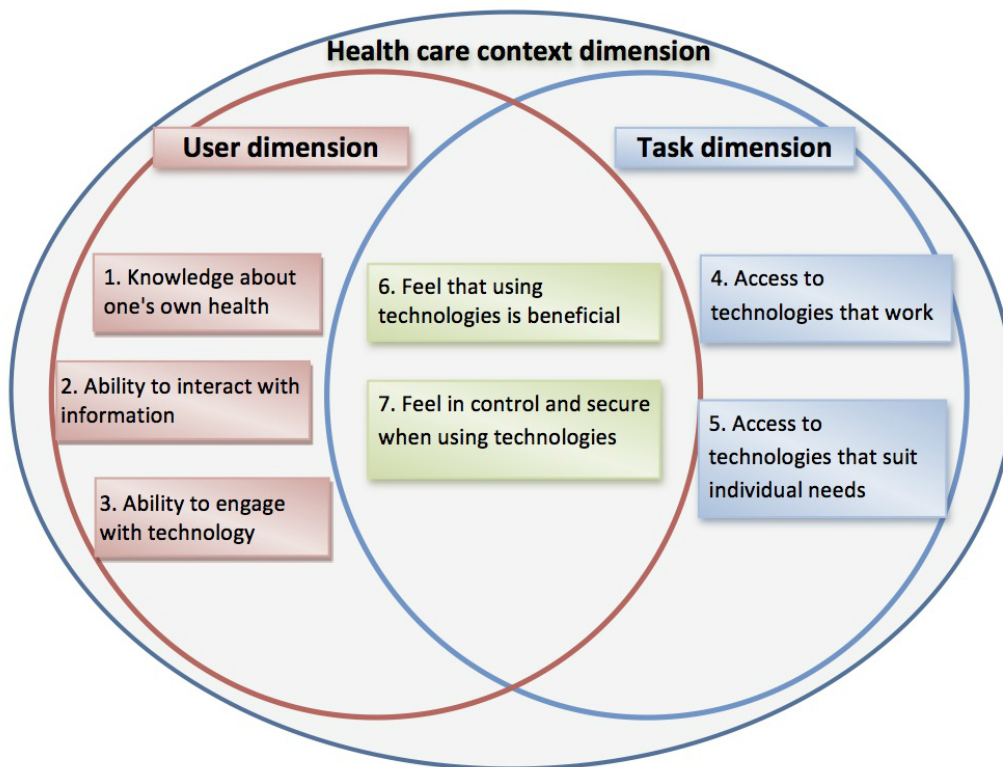 Health care context dimension
User dimension
Task dimension
1. Knowledge about
one's own health
2. Ability to interact with
information
3. Ability to engage
with technology
6. Feel that using
technologies is beneficial
7. Feel in control and secure
when using technologies
4. Access to
technologies that work
5. Access to
technologies that suit
individual needs